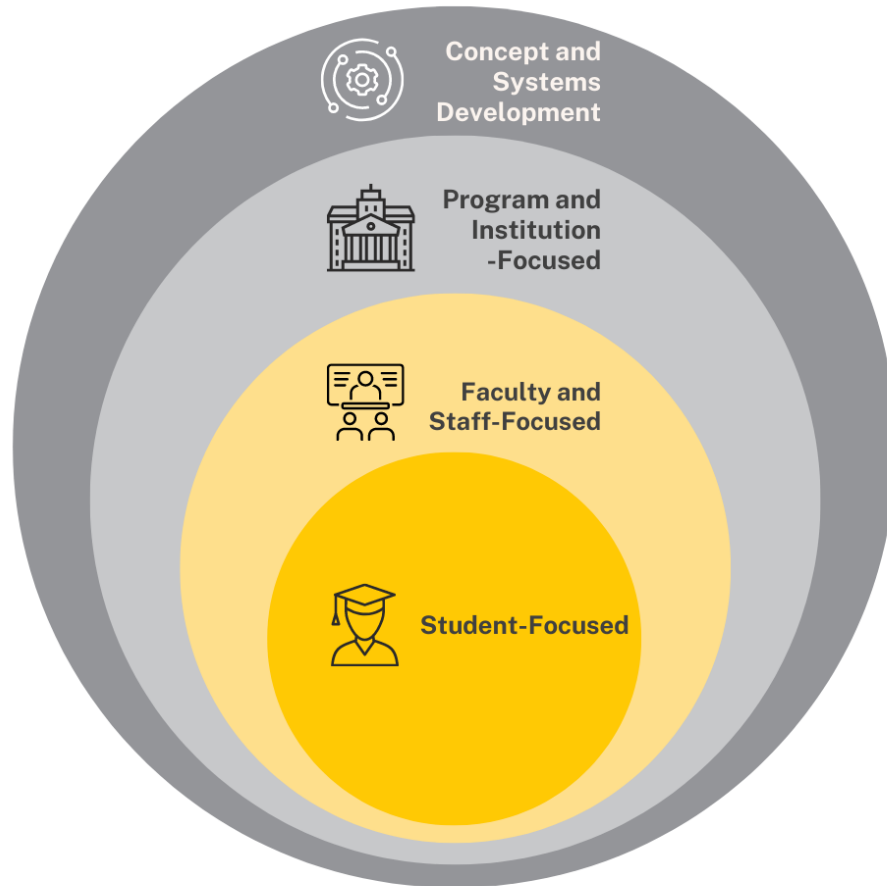 Concept and
Systems
Development
Program and
Institution
-Focused
Faculty and
Staff-Focused
Student-Focused